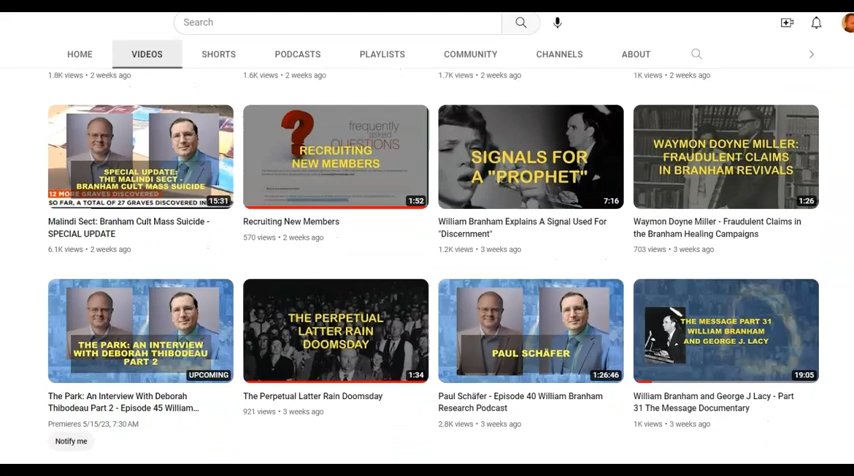 Search
HOME
VIDEOS
SHORTS
PODCASTS
PLAYLISTS
COMMUNITY
CHANNELS
ABOUT
1.8K views • 2 weeks ago
1.6K views • 2 weeks ago
1.7K views • 2 weeks ago
1K views • 2 weeks ago
SPECIAL UPDATE:
THE MALINDI SECT -
BRANHAM CULT MASS SUICIDE
12 MORE GRAVES DISCOVERED
SO FAR, A TOTAL OF 27 GRAVES DISCOVERED IN
15:31
Malindi Sect: Branham Cult Mass Suicide -
SPECIAL UPDATE
6.1K views • 2 weeks ago
frequently
asked
QUESTIONS
RECRUITING
NEW MEMBERS
1:52
Recruiting New Members
570 views • 2 weeks ago
SIGNALS FOR
A "PROPHET"
7:16
William Branham Explains A Signal Used For
"Discernment"
1.2K views • 3 weeks ago
WAYMON DOYNE MILLER:
FRAUDULENT CLAIMS
IN BRANHAM REVIVALS
1:26
Waymon Doyne Miller - Fraudulent Claims in
the Branham Healing Campaigns
703 views • 3 weeks ago
THE PARK: AN INTERVIEW
WITH DEBORAH THIBODEAU
PART 2
UPCOMING
The Park: An Interview With Deborah
Thibodeau Part 2 - Episode 45 William...
Premieres 5/15/23, 7:30 AM
Notify me
THE PERPETUAL
LATTER RAIN
DOOMSDAY
1:34
The Perpetual Latter Rain Doomsday
921 views • 3 weeks ago
PAUL SCHÄFER
1:26:46
Paul Schäfer - Episode 40 William Branham
Research Podcast
2.8K views • 3 weeks ago
THE MESSAGE PART 31
WILLIAM BRANHAM
AND GEORGE J. LACY
19:05
William Branham and George J Lacy - Part
31 The Message Documentary
1K views • 3 weeks ago